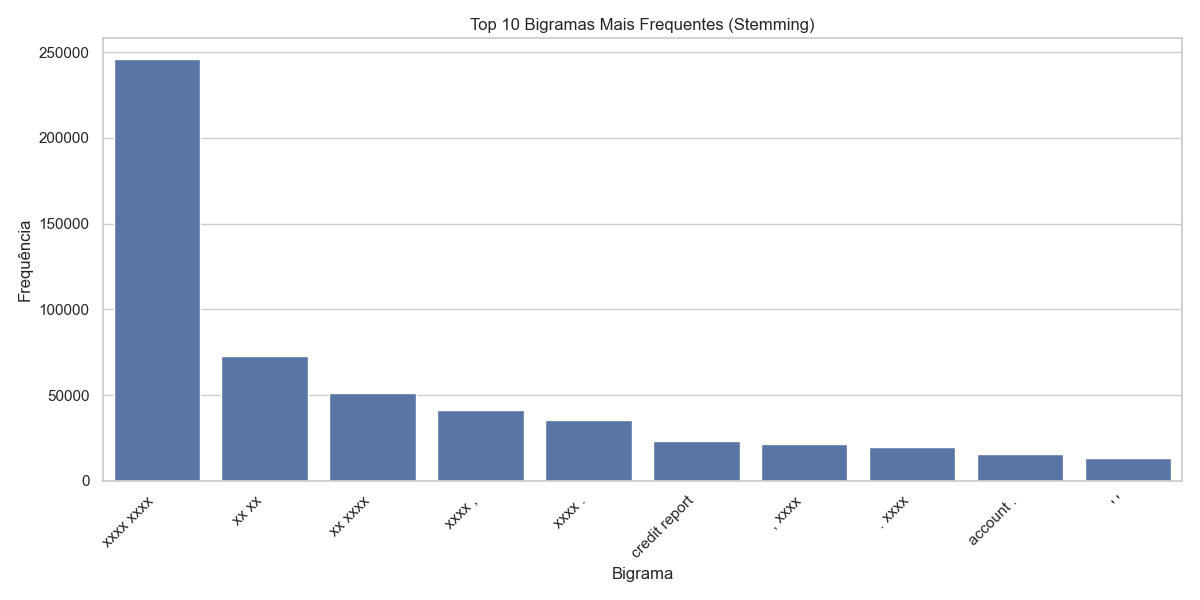 Top 10 Bigramas Mais Frequentes (Stemming)
250000
200000
150000
100000
50000
0
Frequência
xxxx xxxx
xx xx
xx xxxx
xxxx ,
xxxx .
credit report
, xxxx
. xxxx
account .
' '
Bigrama